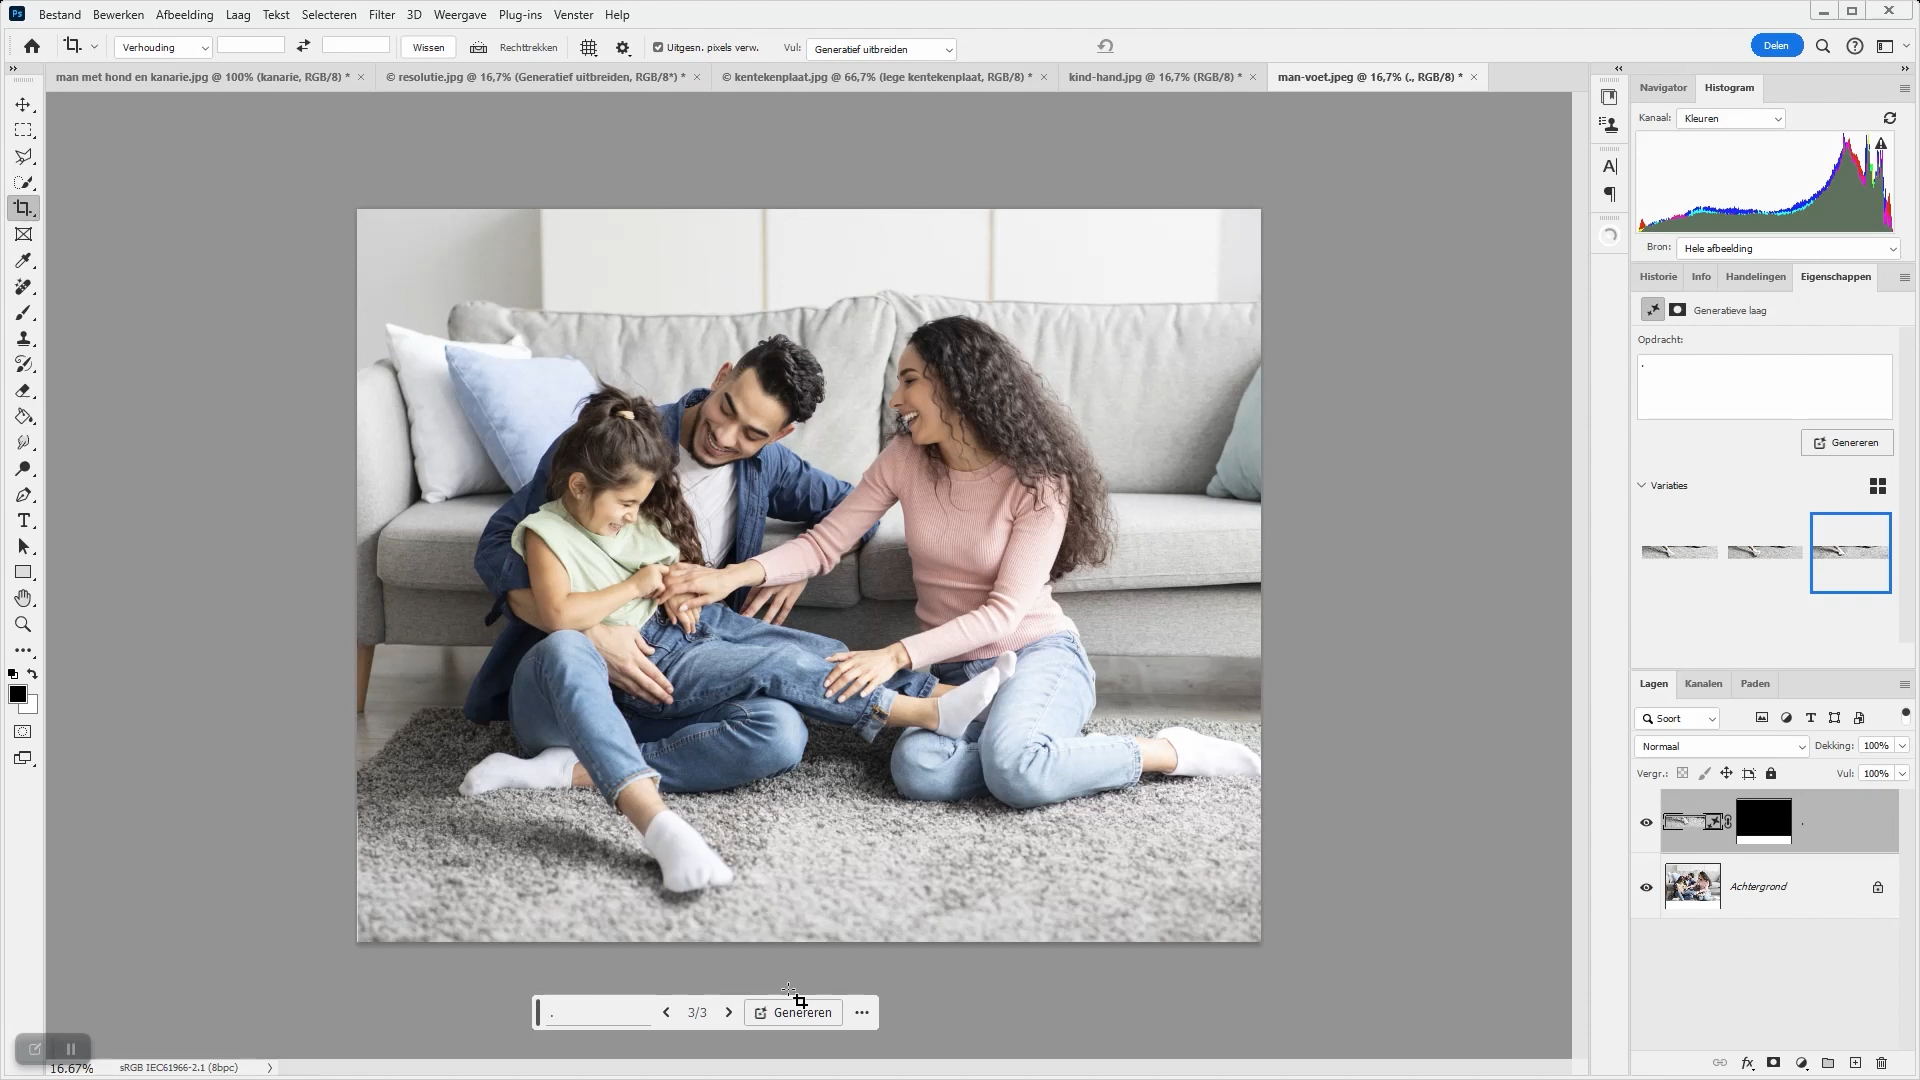 Ps Bestand Bewerken Afbeelding Laag Tekst Selecteren Filter 3D Weergave Plug-ins Venster Help
Verhouding Wissen Rechttrekken Uitgesn. pixels verw. Vul: Generatief uitbreiden Delen
man met hond en kanarie.jpg @ 100% (kanarie, RGB/8) * © resolutie.jpg @ 16,7% (Generatief uitbreiden, RGB/8*) * © kentekenplaat.jpg @ 66,7% (lege kentekenplaat, RGB/8) * kind-hand.jpg @ 16,7% (RGB/8) * man-voet.jpeg @ 16,7% (., RGB/8) *
Navigator Histogram
Kanaal: Kleuren
Bron: Hele afbeelding
Historie Info Handelingen Eigenschappen
Generatieve laag
Opdracht:
.
Genereren
Variaties
Lagen Kanalen Paden
Soort
Normaal Dekking: 100%
Vergr.: Vul: 100%
.
Achtergrond
. 3/3 Genereren
16.67% sRGB IEC61966-2.1 (8bpc)
fx